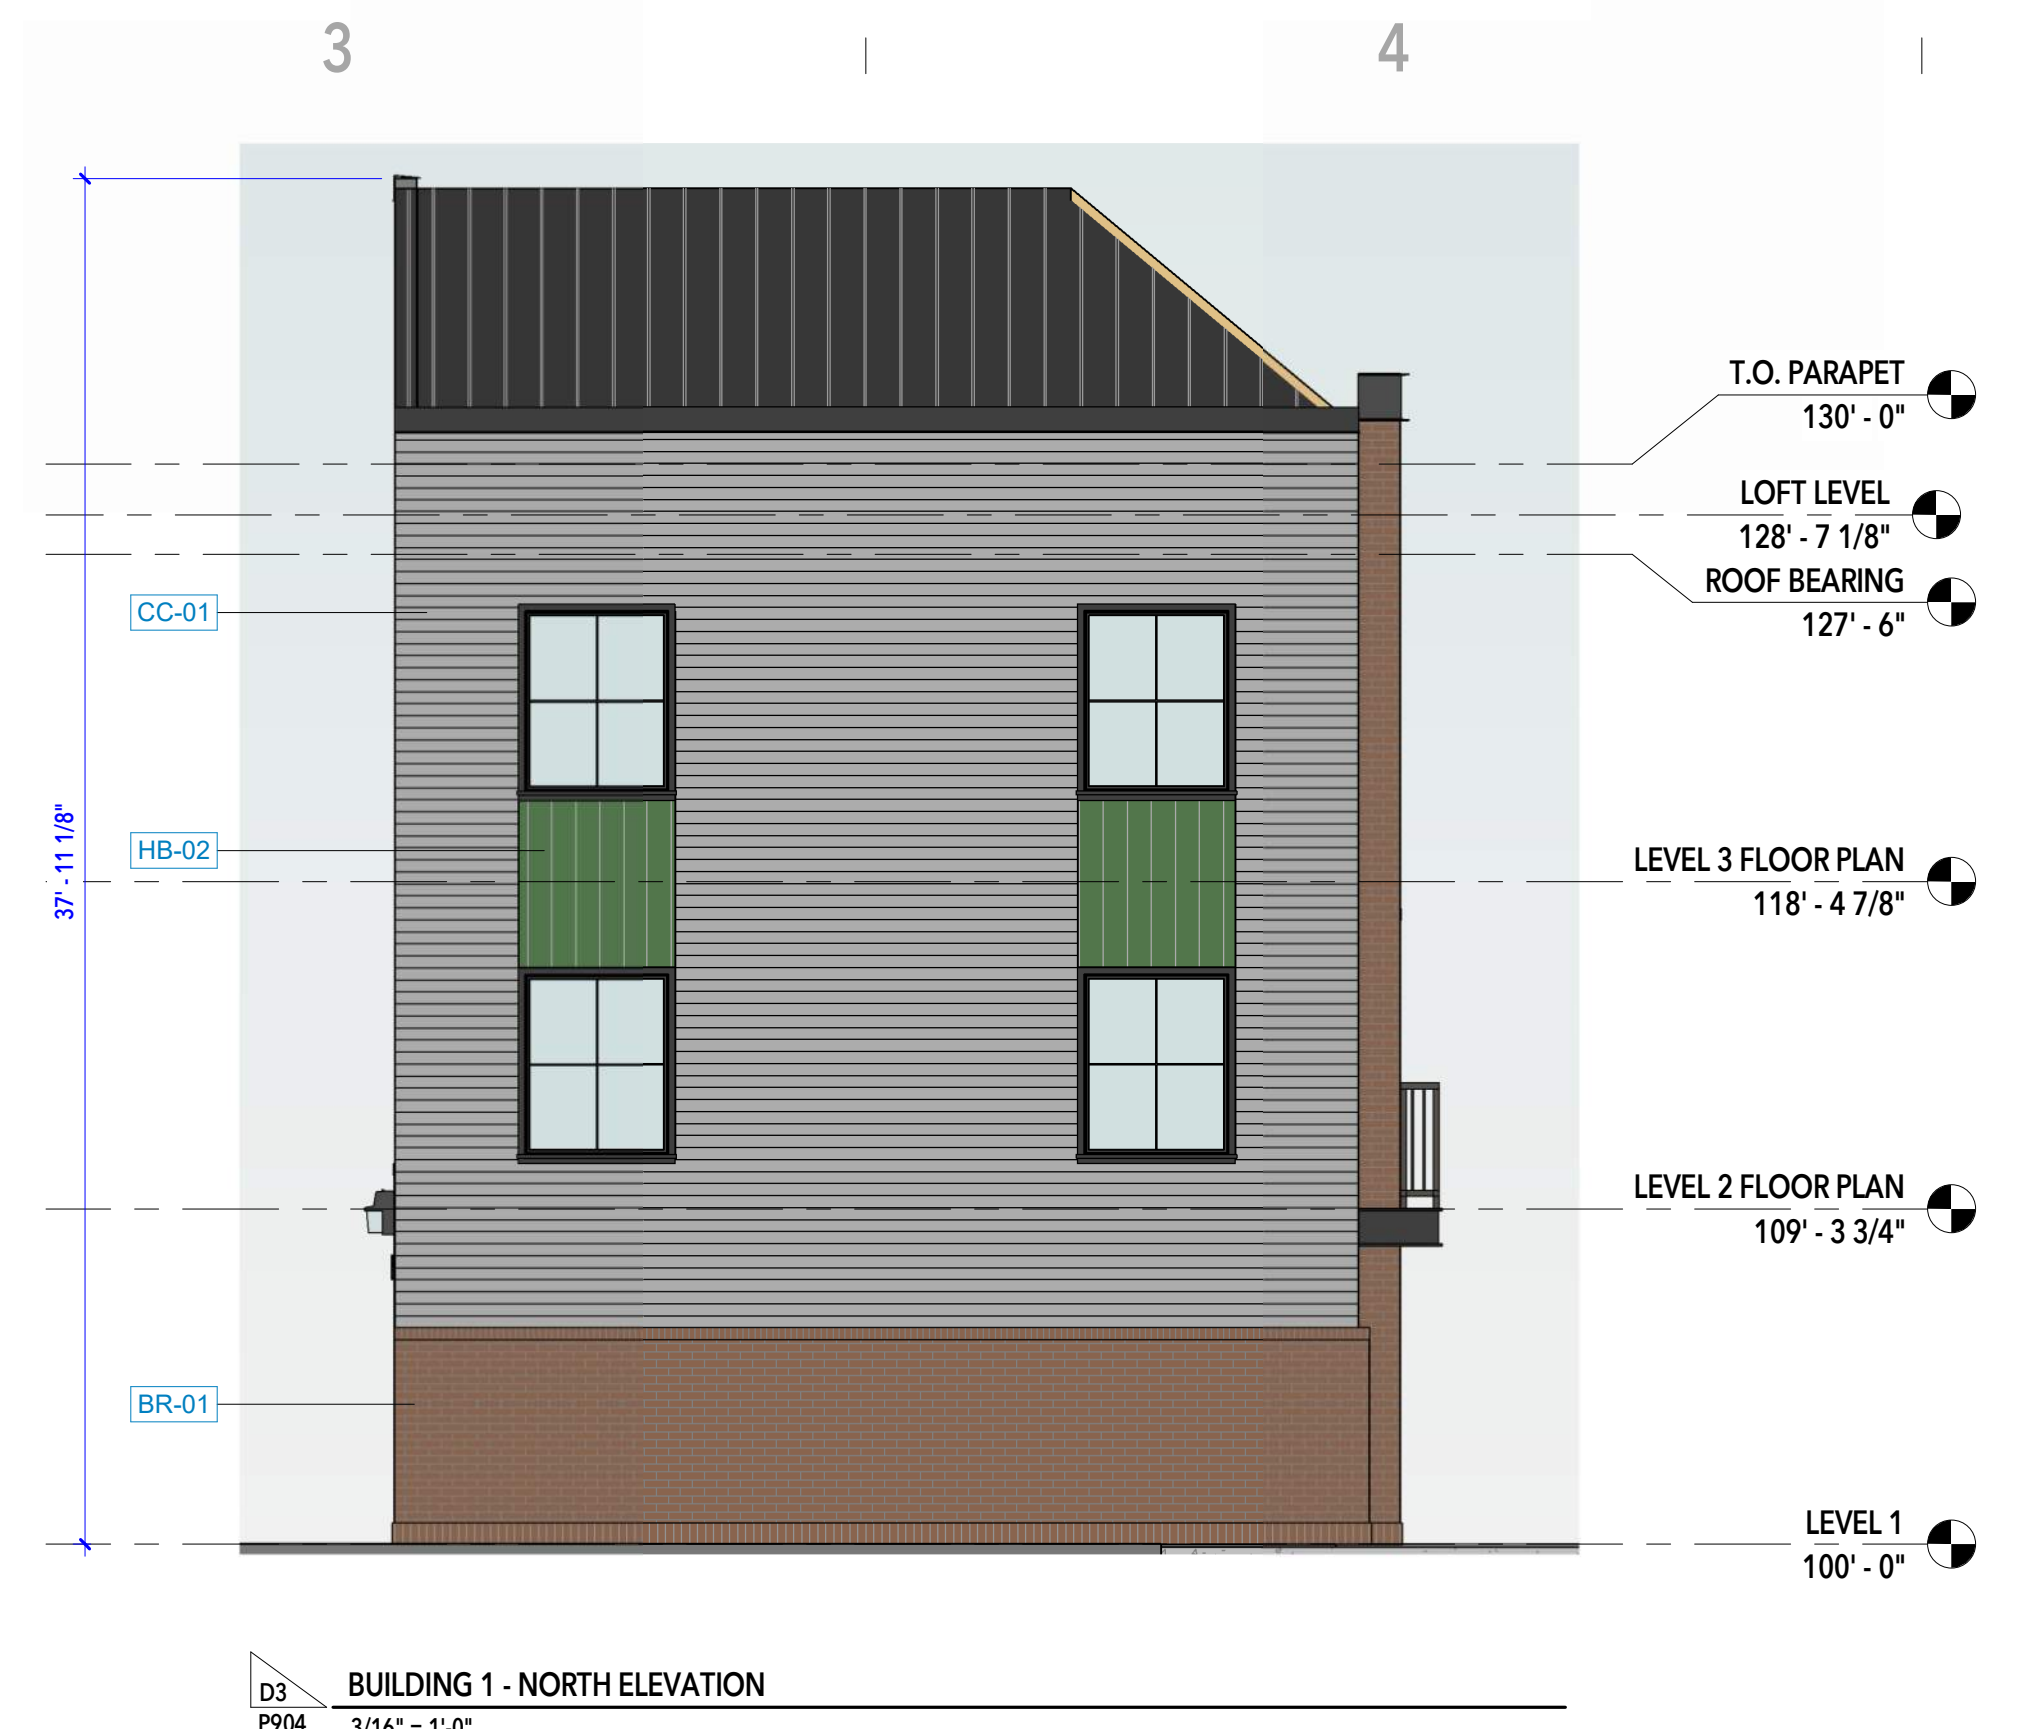 3 4
T.O. PARAPET
130' - 0"
LOFT LEVEL
128' - 7 1/8"
ROOF BEARING
127' - 6"
CC-01
HB-02
37' - 11 1/8"
LEVEL 3 FLOOR PLAN
118' - 4 7/8"
LEVEL 2 FLOOR PLAN
109' - 3 3/4"
BR-01
LEVEL 1
100' - 0"
D3 BUILDING 1 - NORTH ELEVATION
P904 3/16" = 1'-0"